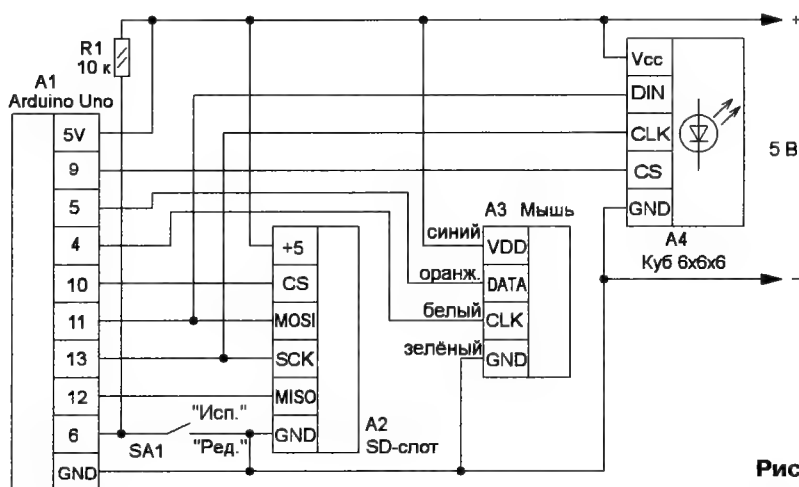 R1
10 к
+
A1
Arduino Uno
5V
9
5
4
10
11
13
12
6
GND
+5
CS
MOSI
SCK
MISO
GND
A2
SD-слот
"Исп."
"Ред."
SA1
A3 Мышь
синий
оранж.
белый
зелёный
VDD
DATA
CLK
GND
Vcc
DIN
CLK
CS
GND
A4
Куб 6x6x6
5 В
–
Рис